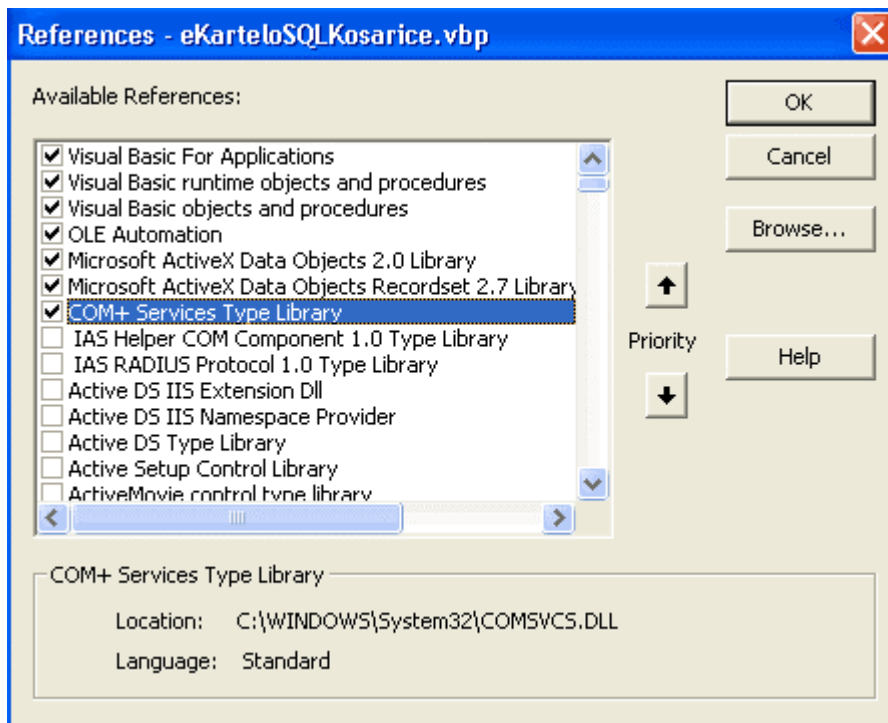 References - eKarteloSQLKosarice.vbp
Available References:
OK
Cancel
Browse...
Help
Visual Basic For Applications
Visual Basic runtime objects and procedures
Visual Basic objects and procedures
OLE Automation
Microsoft ActiveX Data Objects 2.0 Library
Microsoft ActiveX Data Objects Recordset 2.7 Library
COM+ Services Type Library
IAS Helper COM Component 1.0 Type Library
IAS RADIUS Protocol 1.0 Type Library
Active DS IIS Extension Dll
Active DS IIS Namespace Provider
Active DS Type Library
Active Setup Control Library
ActiveMovie control type library
Priority
COM+ Services Type Library
Location: C:\WINDOWS\System32\COMSVCS.DLL
Language: Standard